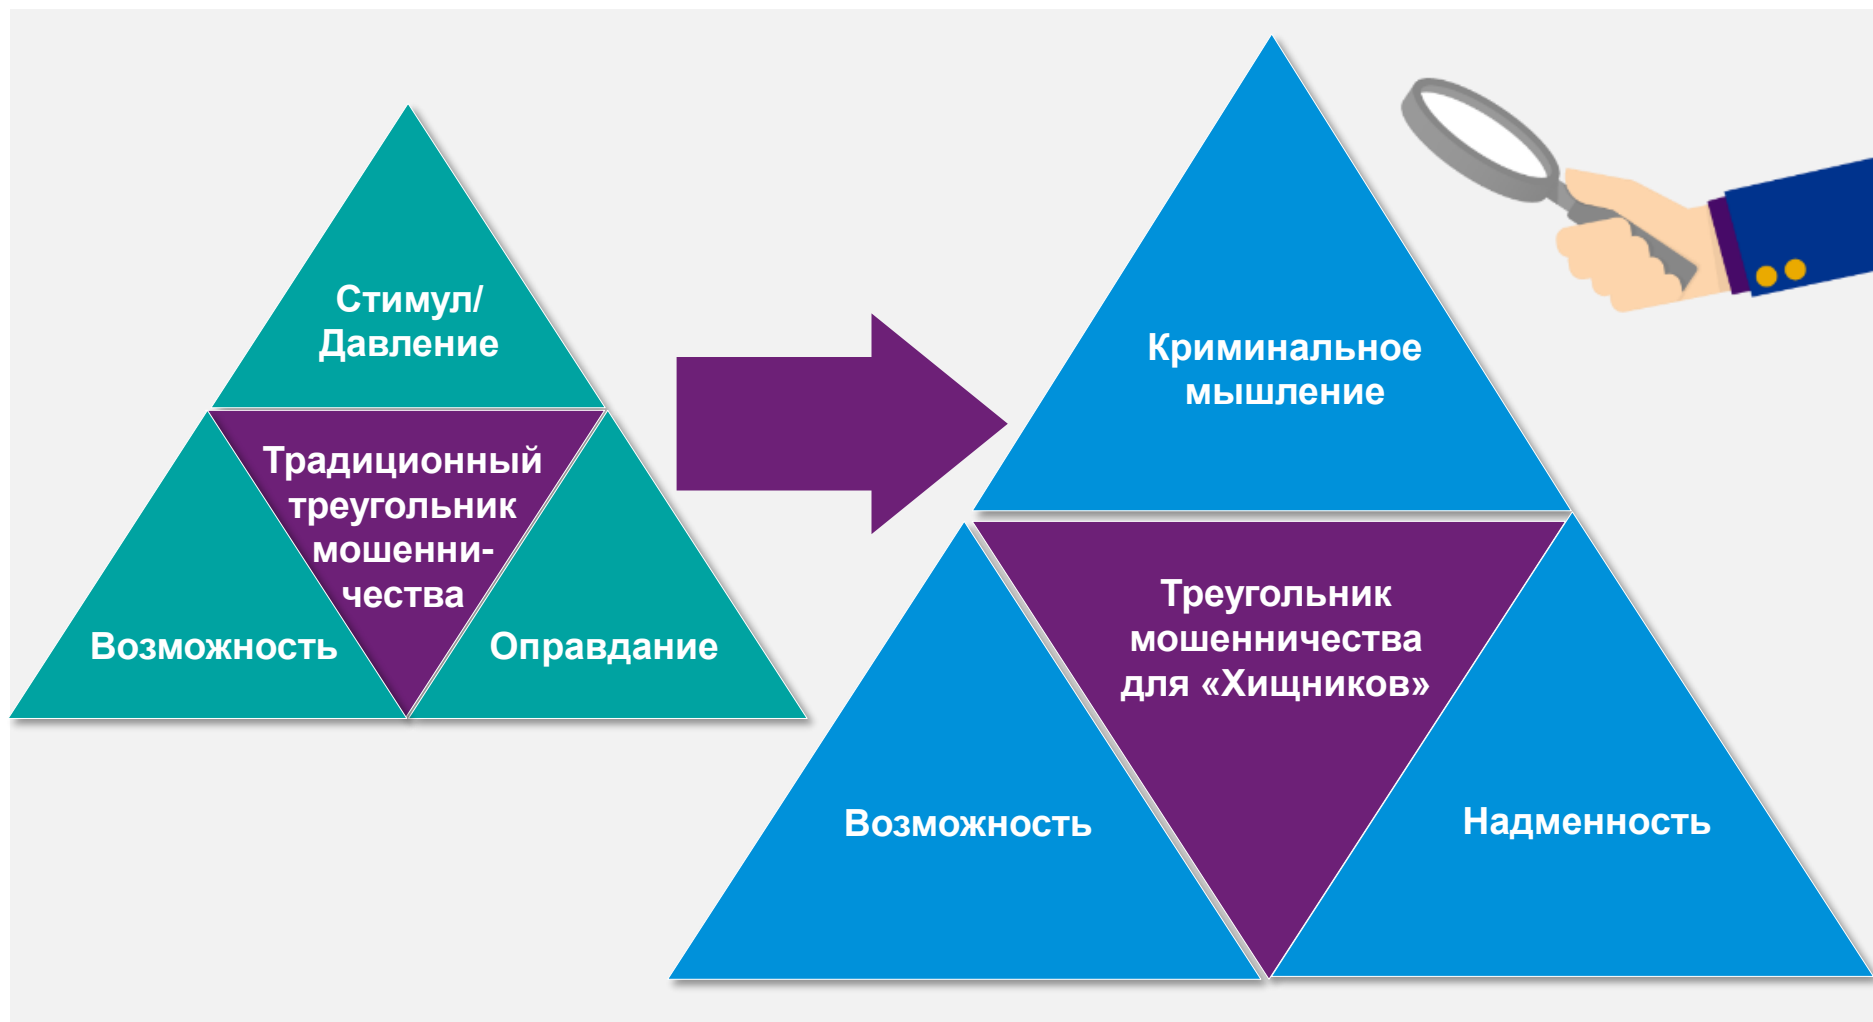 Стимул/
Давление
Традиционный
треугольник
мошенни-
чества
Возможность
Оправдание
Криминальное
мышление
Треугольник
мошенничества
для «Хищников»
Возможность
Надменность